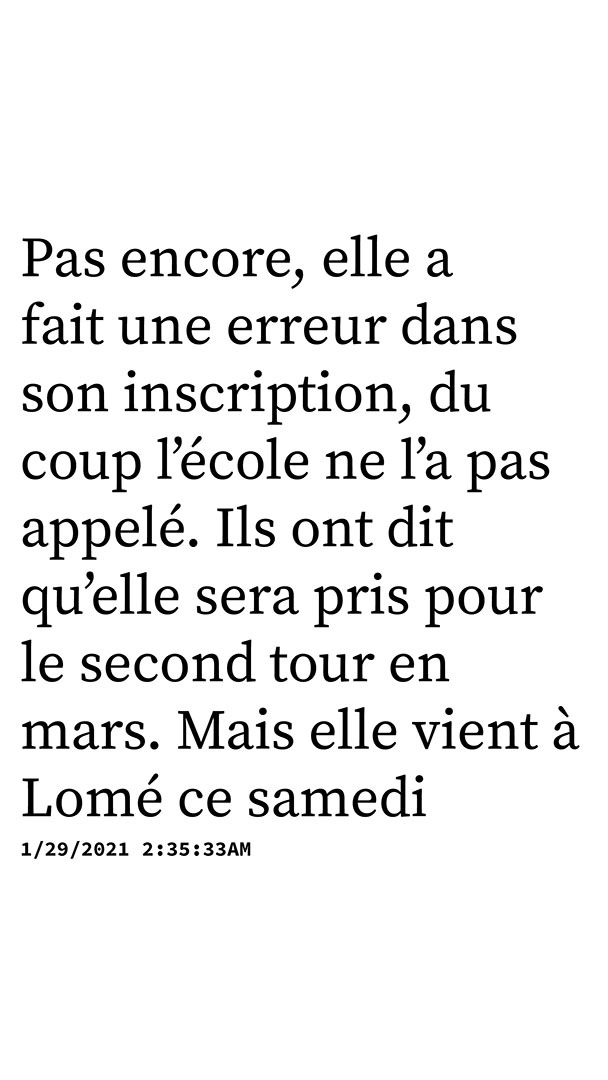 Pas encore, elle a
fait une erreur dans
son inscription, du
coup l’école ne l’a pas
appelé. Ils ont dit
qu’elle sera pris pour
le second tour en
mars. Mais elle vient à
Lomé ce samedi
1/29/2021 2:35:33AM